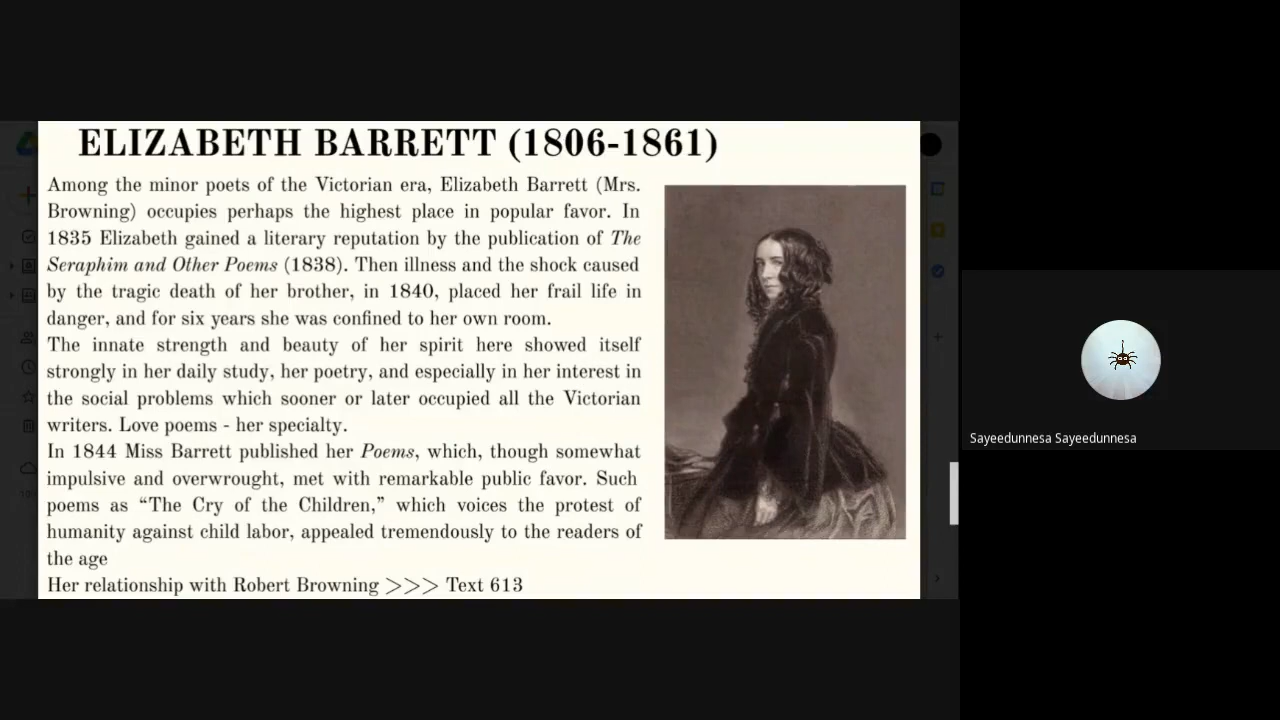 ELIZABETH BARRETT (1806-1861)
Among the minor poets of the Victorian era, Elizabeth Barrett (Mrs.
Browning) occupies perhaps the highest place in popular favor. In
1835 Elizabeth gained a literary reputation by the publication of The
Seraphim and Other Poems (1838). Then illness and the shock caused
by the tragic death of her brother, in 1840, placed her frail life in
danger, and for six years she was confined to her own room.
The innate strength and beauty of her spirit here showed itself
strongly in her daily study, her poetry, and especially in her interest in
the social problems which sooner or later occupied all the Victorian
writers. Love poems - her specialty.
In 1844 Miss Barrett published her Poems, which, though somewhat
impulsive and overwrought, met with remarkable public favor. Such
poems as “The Cry of the Children,” which voices the protest of
humanity against child labor, appealed tremendously to the readers of
the age
Her relationship with Robert Browning >>> Text 613
Sayeedunnesa Sayeedunnesa